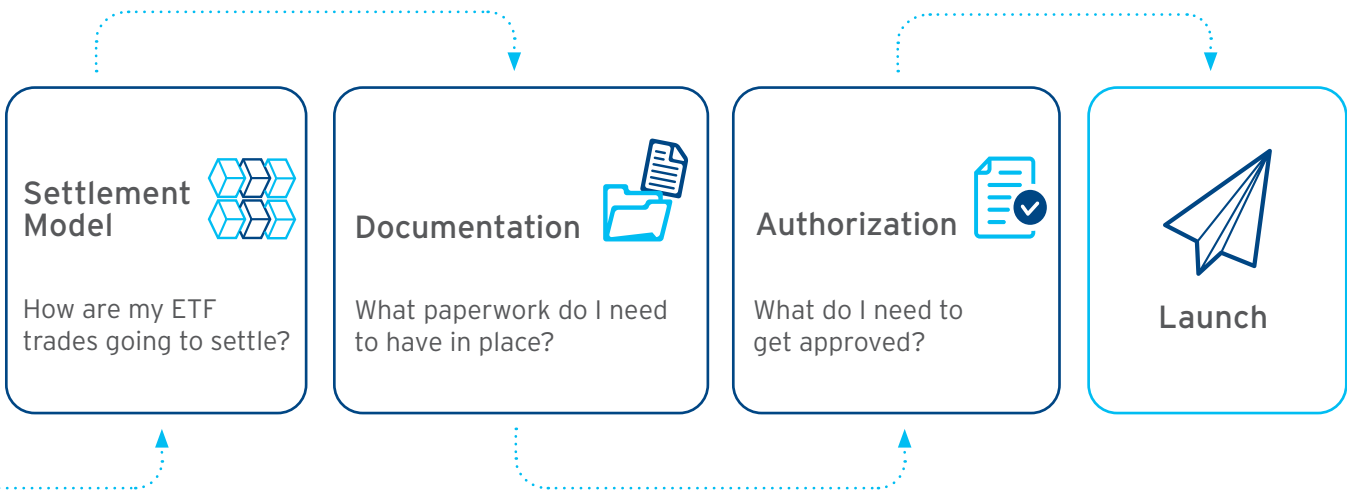 Settlement
Model
How are my ETF
trades going to settle?
Documentation
What paperwork do I need
to have in place?
Authorization
What do I need to
get approved?
Launch